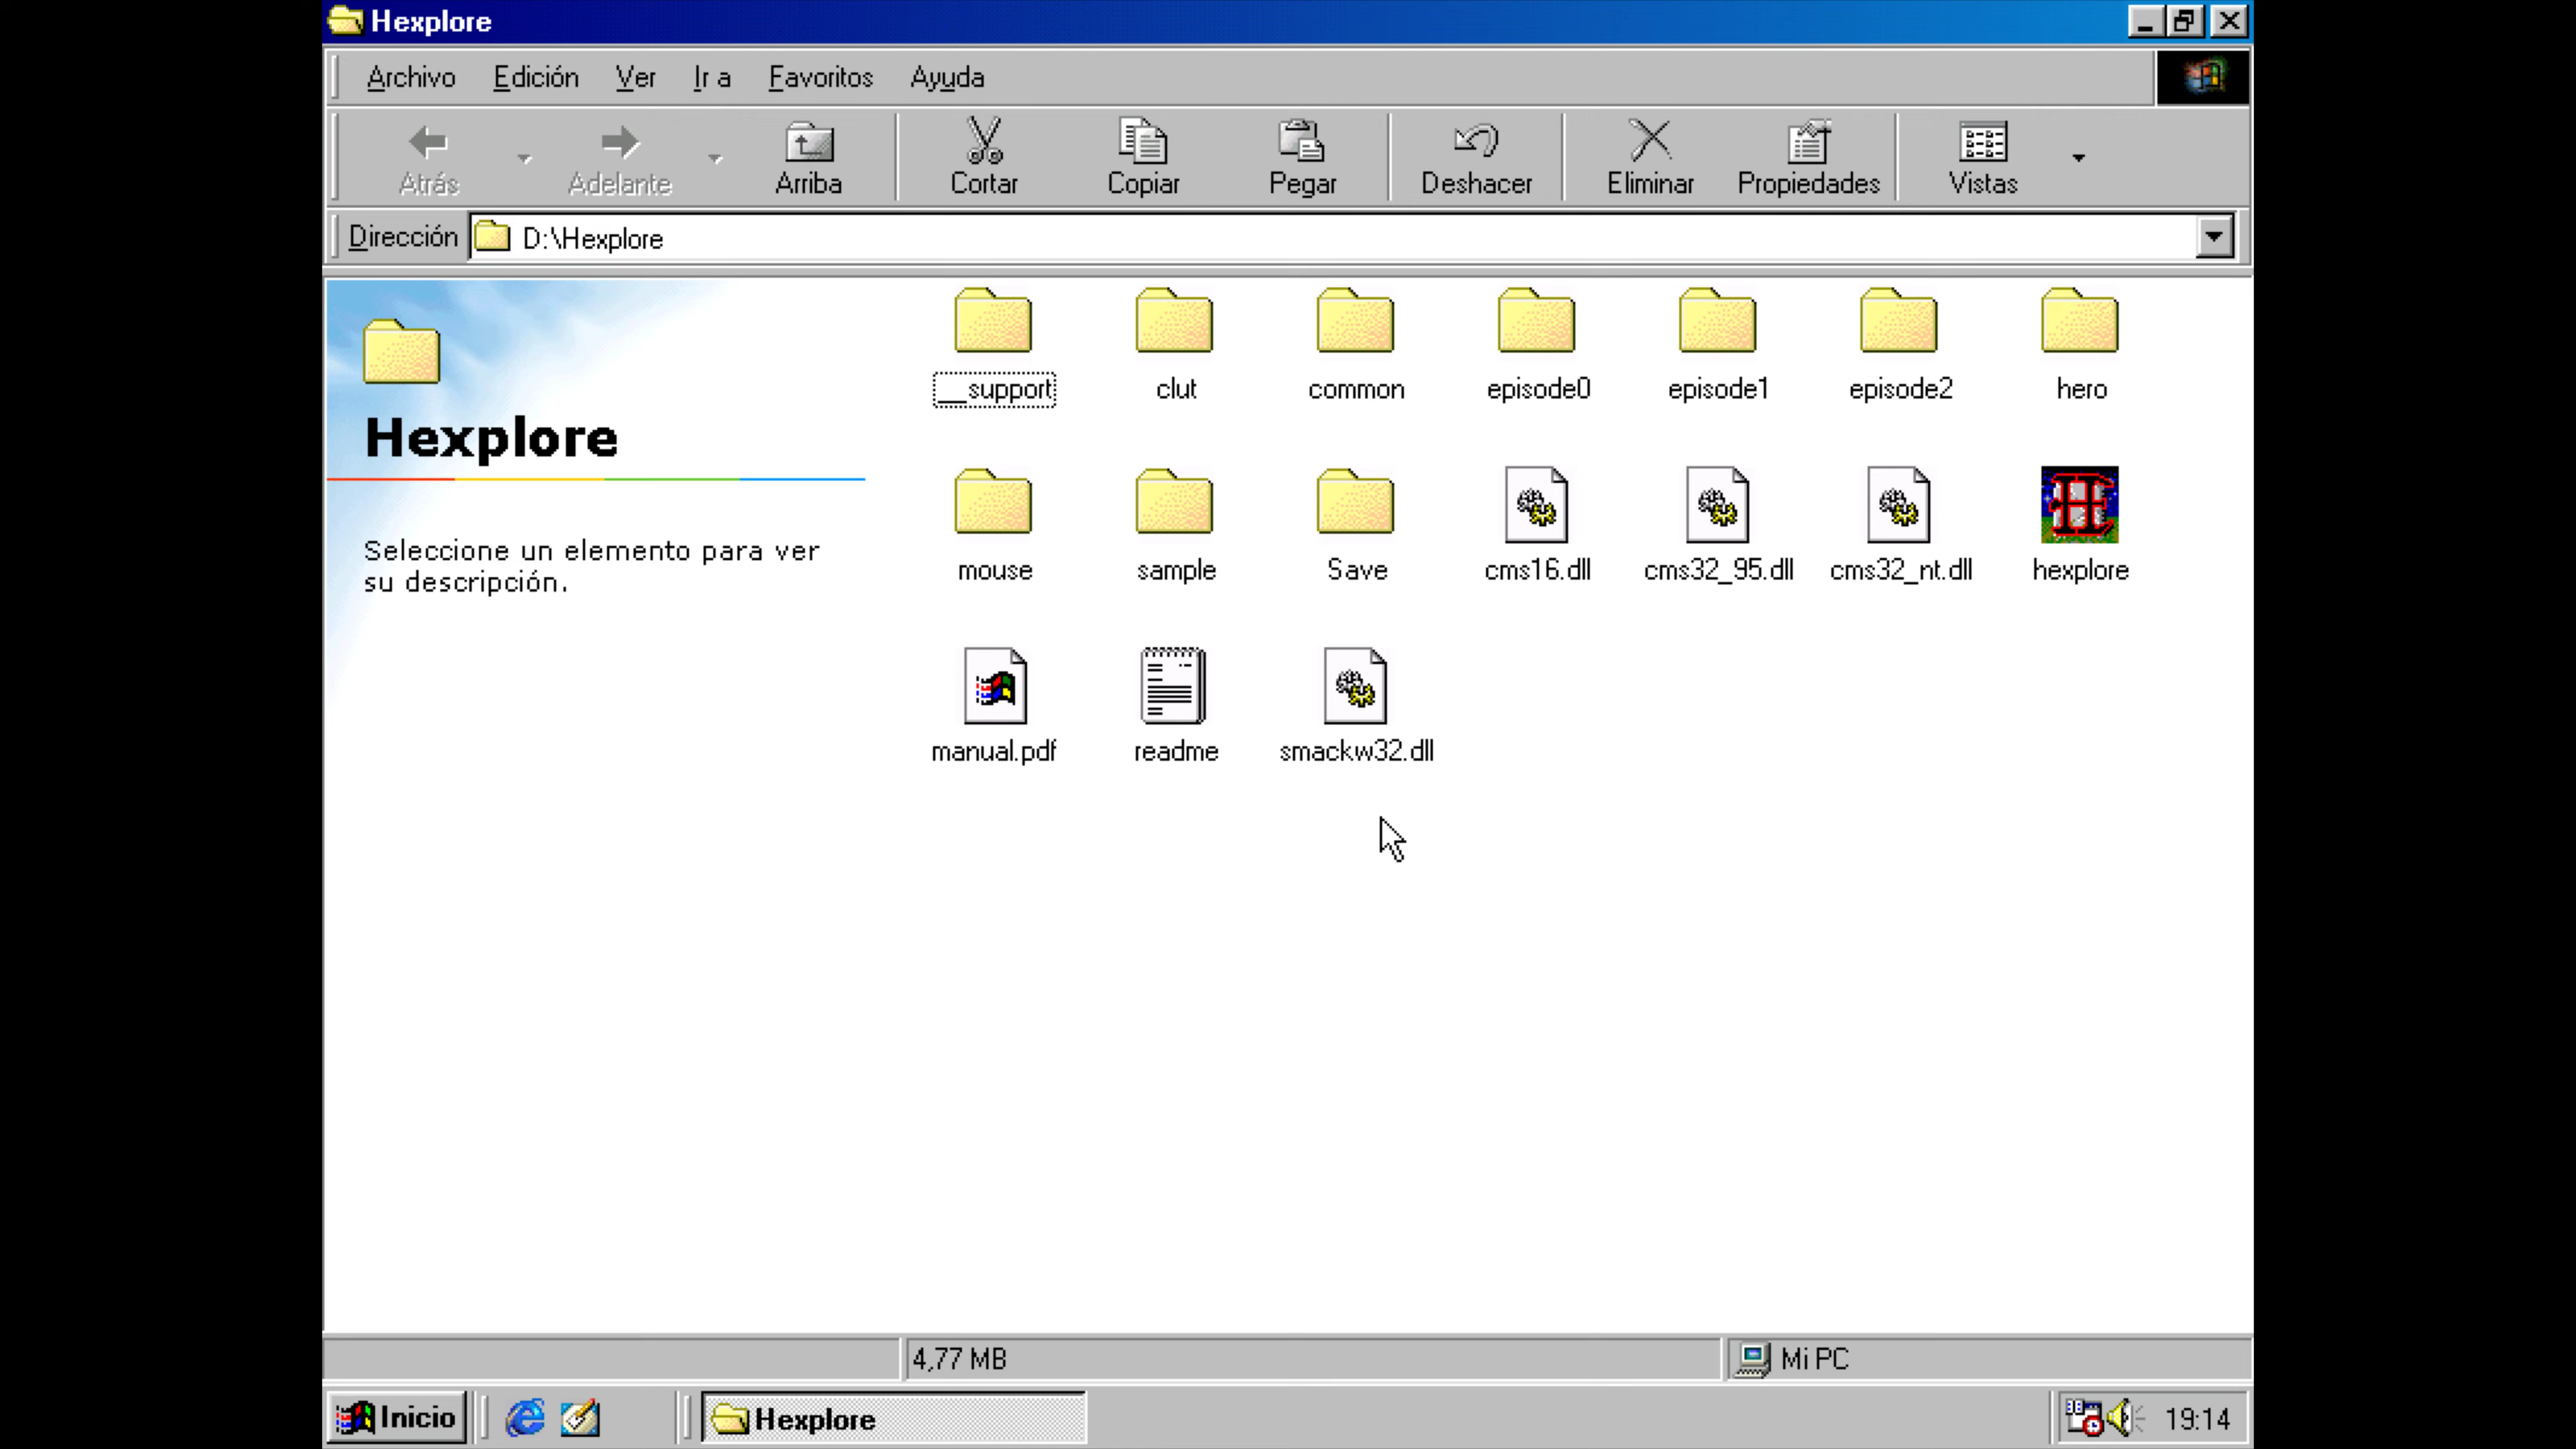 Hexplore
Archivo Edición Ver Ir a Favoritos Ayuda
Atrás Adelante Arriba Cortar Copiar Pegar Deshacer Eliminar Propiedades Vistas
Dirección D:\Hexplore
Hexplore
Seleccione un elemento para ver
su descripción.
__support clut common episode0 episode1 episode2 hero
mouse sample Save cms16.dll cms32_95.dll cms32_nt.dll hexplore
manual.pdf readme smackw32.dll
4,77 MB Mi PC
Inicio Hexplore 19:14